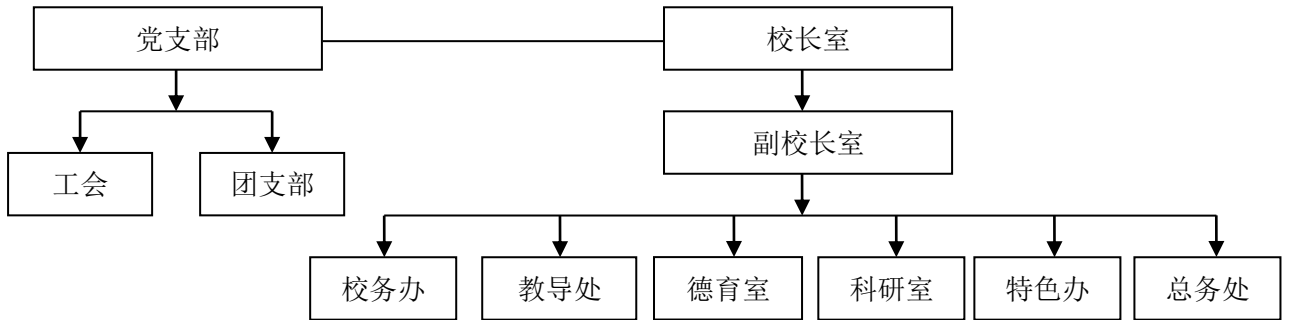 党支部
校长室
副校长室
工会
团支部
校务办
教导处
德育室
科研室
特色办
总务处